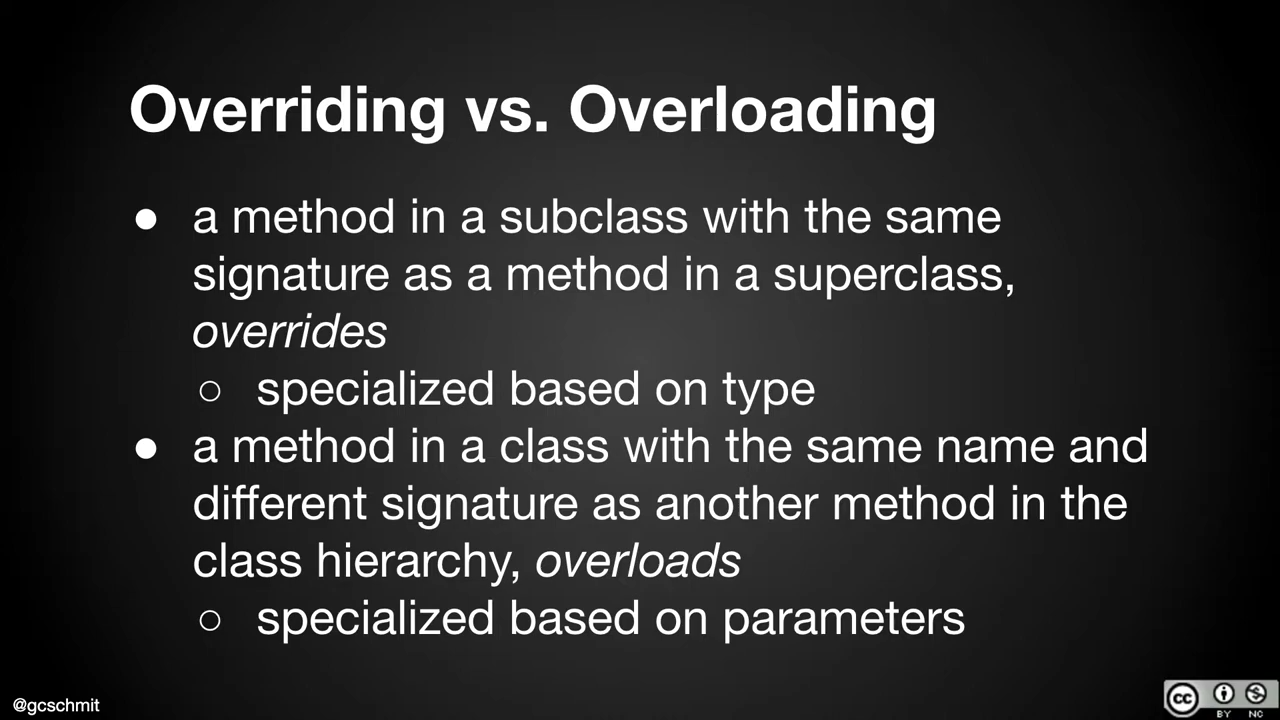 Overriding vs. Overloading
● a method in a subclass with the same
signature as a method in a superclass,
overrides
○ specialized based on type
● a method in a class with the same name and
different signature as another method in the
class hierarchy, overloads
○ specialized based on parameters
@gcschmit
cc
BY NC